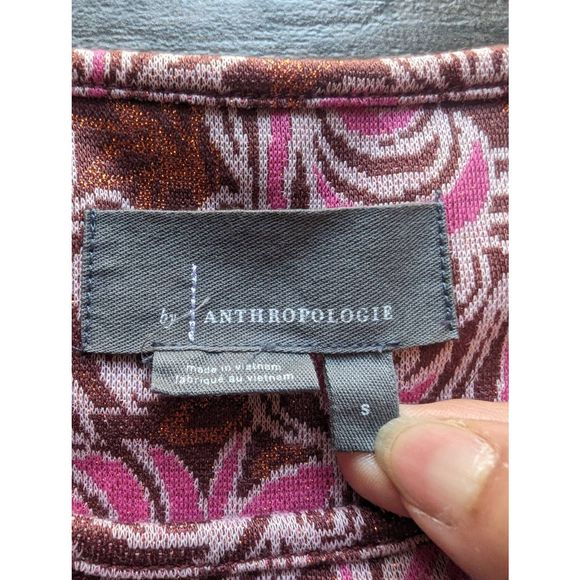 by ANTHROPOLOGIE
made in vietnam
fabriqué au vietnam
S